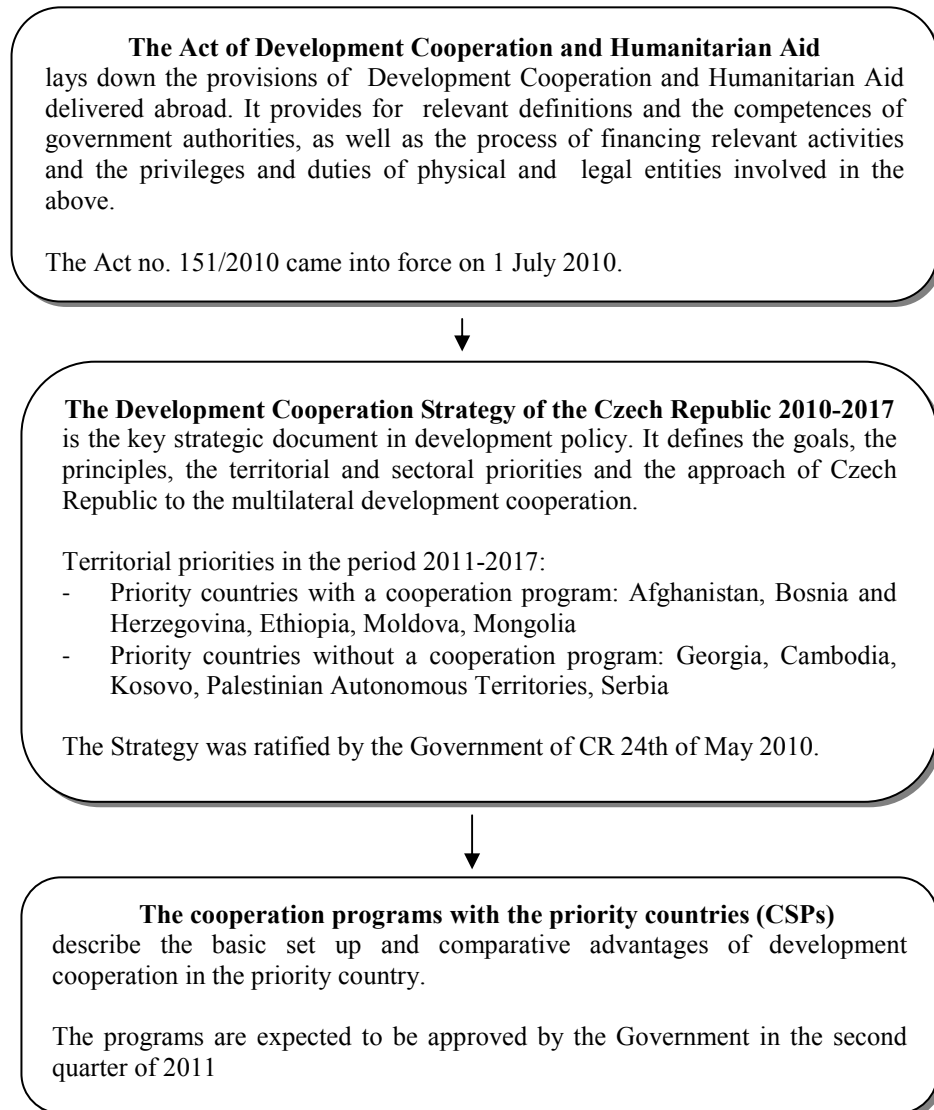 The Act of Development Cooperation and Humanitarian Aid
lays down the provisions of Development Cooperation and Humanitarian Aid
delivered abroad. It provides for relevant definitions and the competences of
government authorities, as well as the process of financing relevant activities
and the privileges and duties of physical and legal entities involved in the
above.
The Act no. 151/2010 came into force on 1 July 2010.
The Development Cooperation Strategy of the Czech Republic 2010-2017
is the key strategic document in development policy. It defines the goals, the
principles, the territorial and sectoral priorities and the approach of Czech
Republic to the multilateral development cooperation.
Territorial priorities in the period 2011-2017:
- Priority countries with a cooperation program: Afghanistan, Bosnia and
Herzegovina, Ethiopia, Moldova, Mongolia
- Priority countries without a cooperation program: Georgia, Cambodia,
Kosovo, Palestinian Autonomous Territories, Serbia
The Strategy was ratified by the Government of CR 24th of May 2010.
The cooperation programs with the priority countries (CSPs)
describe the basic set up and comparative advantages of development
cooperation in the priority country.
The programs are expected to be approved by the Government in the second
quarter of 2011